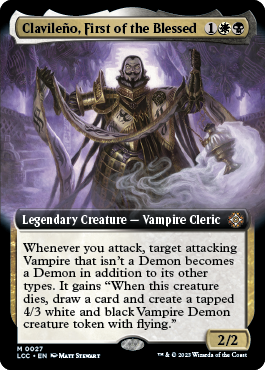 Clavileño, First of the Blessed 1
Legendary Creature — Vampire Cleric
Whenever you attack, target attacking
Vampire that isn't a Demon becomes
a Demon in addition to its other
types. It gains "When this creature
dies, draw a card and create a tapped
4/3 white and black Vampire Demon
creature token with flying."
2/2
M 0027
LCC • EN Matt Stewart ™ & © 2023 Wizards of the Coast